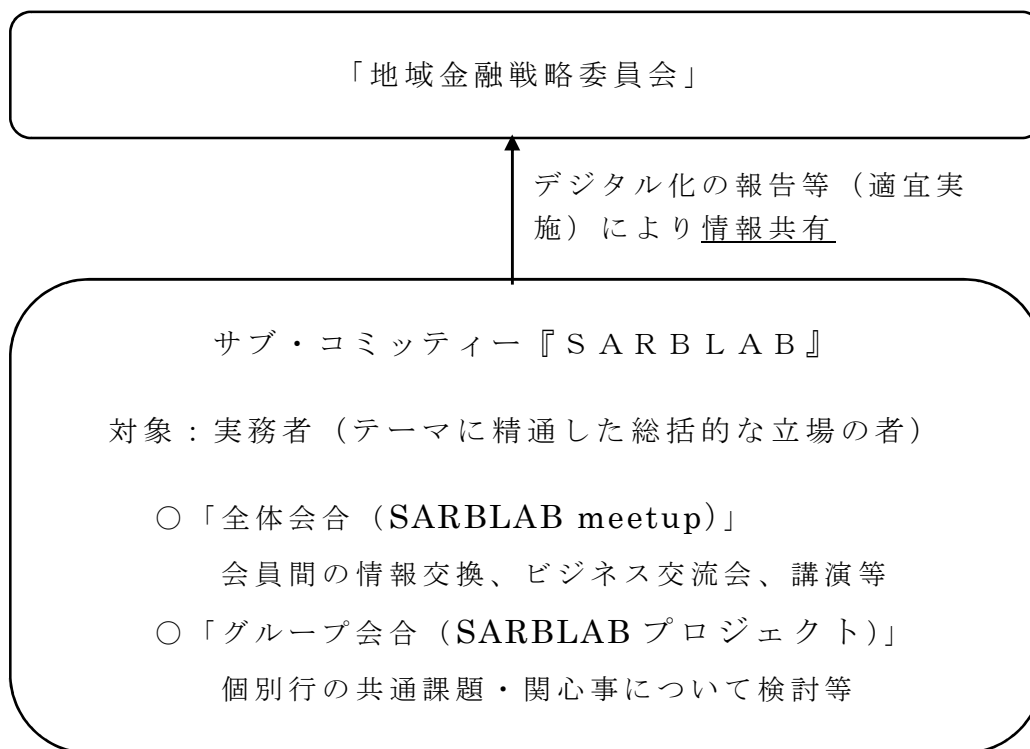 「地域金融戦略委員会」
デジタル化の報告等（適宜実
施）により情報共有
サブ・コミッティー『ＳＡＲＢＬＡＢ』
対象：実務者（テーマに精通した総括的な立場の者）
○「全体会合（SARBLAB meetup）」
会員間の情報交換、ビジネス交流会、講演等
○「グループ会合（SARBLAB プロジェクト）」
個別行の共通課題・関心事について検討等